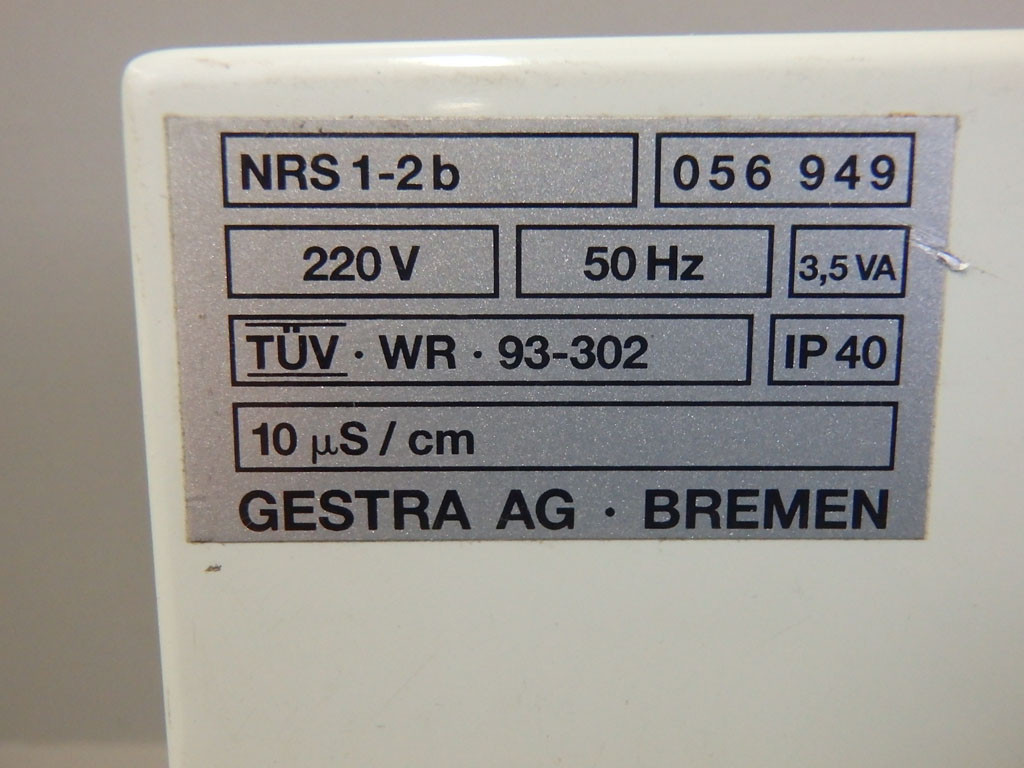 NRS 1-2b 056 949
220 V 50 Hz 3,5 VA
TÜV · WR · 93-302 IP 40
10 µS / cm
GESTRA AG · BREMEN